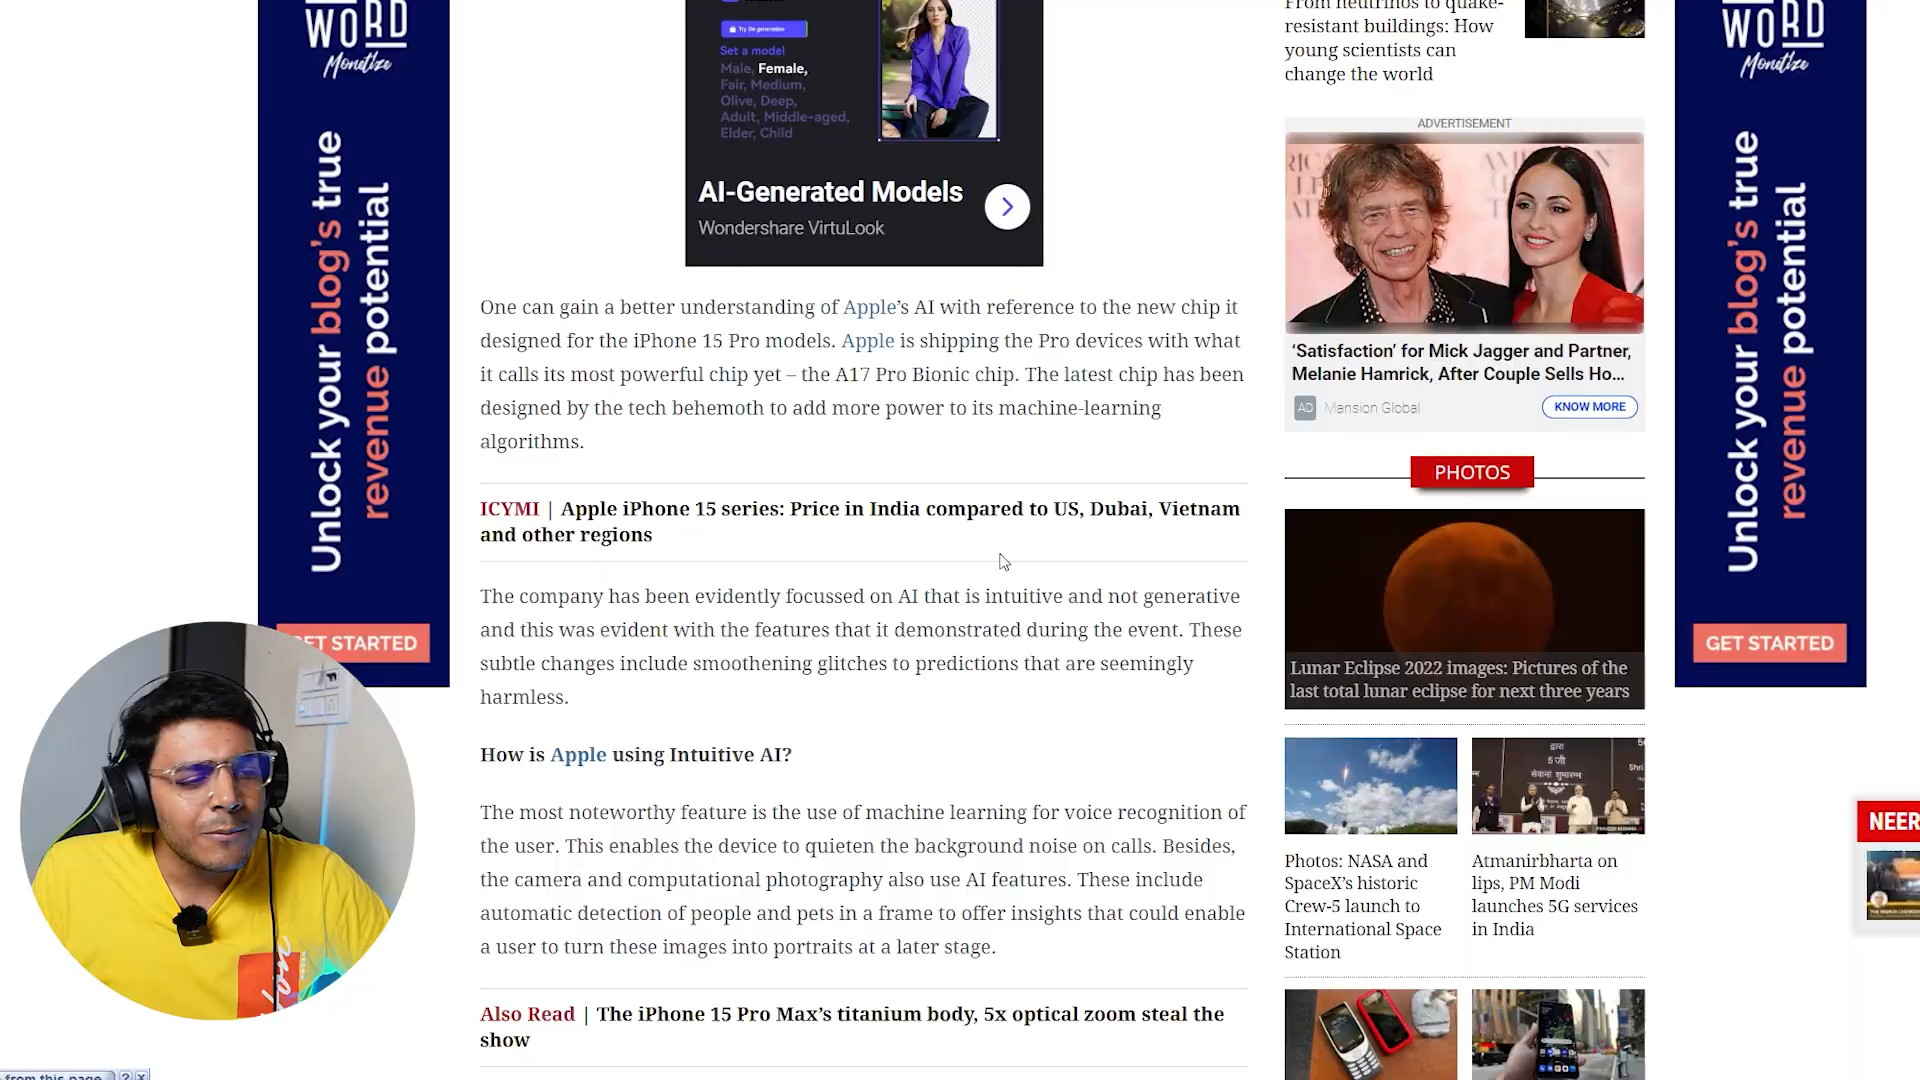 WORD
Monetize
Unlock your blog's true
revenue potential
GET STARTED
Try On generation
Set a model
Male, Female,
Fair, Medium,
Olive, Deep,
Adult, Middle-aged,
Elder, Child
AI-Generated Models
Wondershare VirtuLook
One can gain a better understanding of Apple’s AI with reference to the new chip it
designed for the iPhone 15 Pro models. Apple is shipping the Pro devices with what
it calls its most powerful chip yet – the A17 Pro Bionic chip. The latest chip has been
designed by the tech behemoth to add more power to its machine-learning
algorithms.
ICYMI | Apple iPhone 15 series: Price in India compared to US, Dubai, Vietnam
and other regions
The company has been evidently focussed on AI that is intuitive and not generative
and this was evident with the features that it demonstrated during the event. These
subtle changes include smoothening glitches to predictions that are seemingly
harmless.
How is Apple using Intuitive AI?
The most noteworthy feature is the use of machine learning for voice recognition of
the user. This enables the device to quieten the background noise on calls. Besides,
the camera and computational photography also use AI features. These include
automatic detection of people and pets in a frame to offer insights that could enable
a user to turn these images into portraits at a later stage.
Also Read | The iPhone 15 Pro Max’s titanium body, 5x optical zoom steal the
show
From neutrinos to quake-
resistant buildings: How
young scientists can
change the world
ADVERTISEMENT
‘Satisfaction’ for Mick Jagger and Partner,
Melanie Hamrick, After Couple Sells Ho...
AD Mansion Global
KNOW MORE
PHOTOS
Lunar Eclipse 2022 images: Pictures of the
last total lunar eclipse for next three years
द्वारा
5 जी
सेवाना शुभारम्भ
Shri
Photos: NASA and
SpaceX’s historic
Crew-5 launch to
International Space
Station
Atmanirbharta on
lips, PM Modi
launches 5G services
in India
WORD
Monetize
Unlock your blog's true
revenue potential
GET STARTED
NEER
from this page